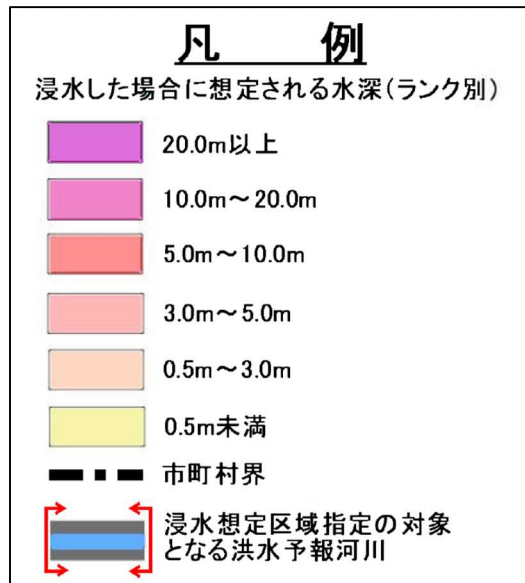 凡 例
浸水した場合に想定される水深(ランク別)
20.0m以上
10.0m～20.0m
5.0m～10.0m
3.0m～5.0m
0.5m～3.0m
0.5m未満
市町村界
浸水想定区域指定の対象
となる洪水予報河川